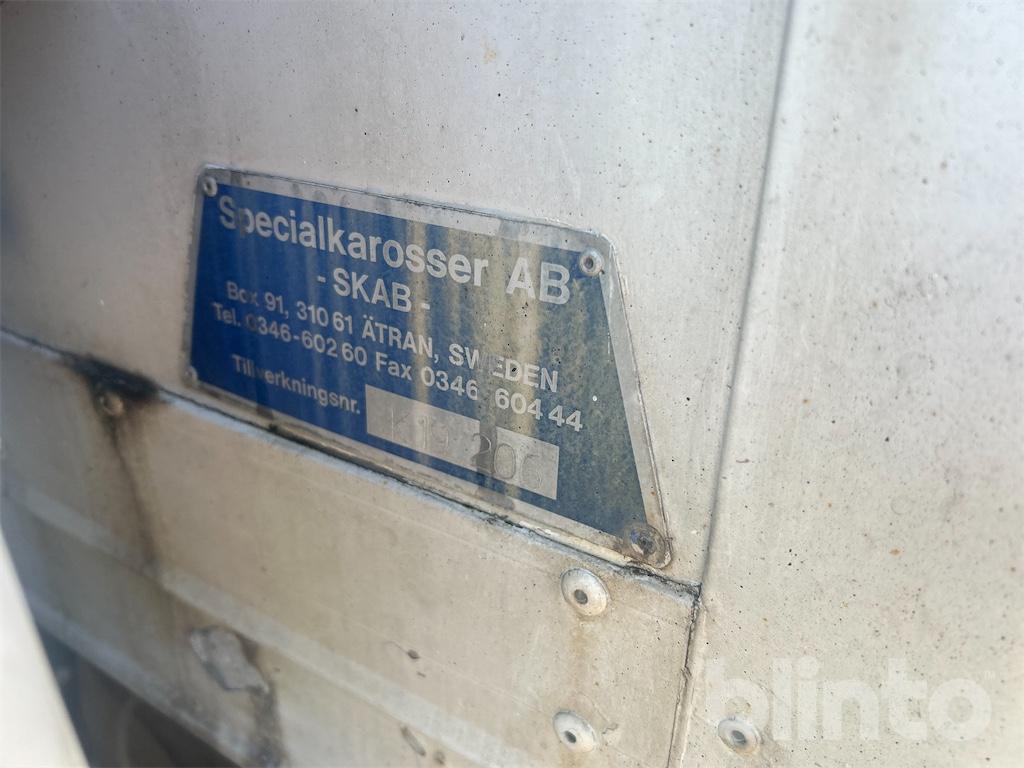 Specialkarosser AB
- SKAB -
Box 91, 310 61 ÄTRAN, SWEDEN
Tel. 0346-602 60 Fax 0346-604 44
Tillverkningsnr.
blinto